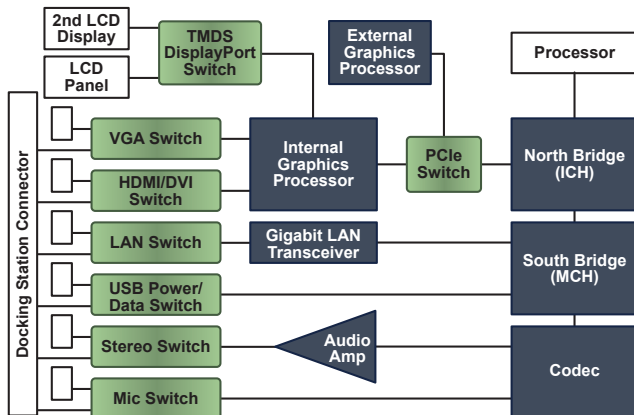 2nd LCD
Display
LCD
Panel
TMDS
DisplayPort
Switch
External
Graphics
Processor
Processor
Docking Station Connector
VGA Switch
HDMI/DVI
Switch
Internal
Graphics
Processor
PCIe
Switch
North Bridge
(ICH)
LAN Switch
Gigabit LAN
Transceiver
South Bridge
(MCH)
USB Power/
Data Switch
Stereo Switch
Audio
Amp
Codec
Mic Switch